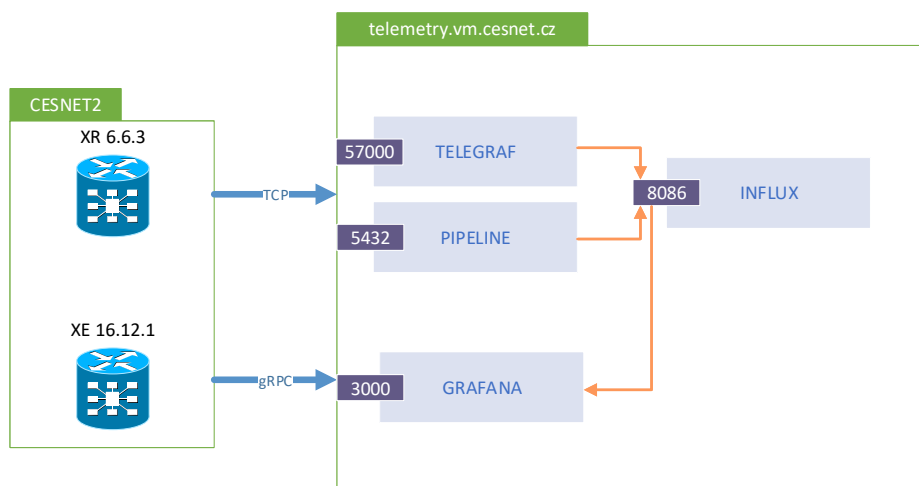 telemetry.vm.cesnet.cz
CESNET2
XR 6.6.3
TCP
57000 TELEGRAF
8086 INFLUX
5432 PIPELINE
XE 16.12.1
gRPC
3000 GRAFANA